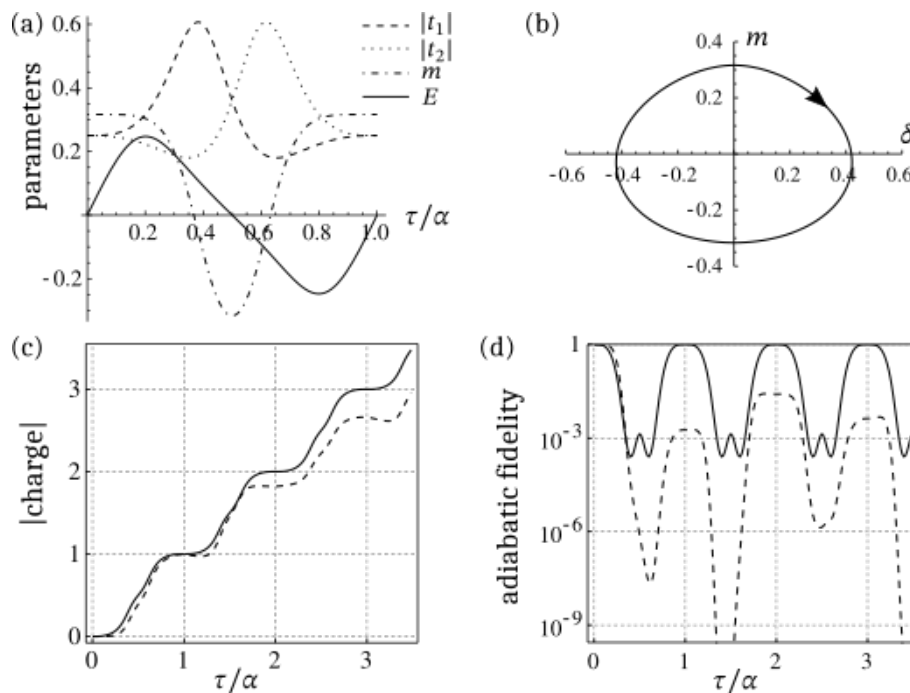 (a)
parameters
0.6
0.4
0.2
-0.2
0.2
0.4
0.6
0.8
1.0
τ/α
|t1|
|t2|
m
E
(b)
m
δ
0.4
0.2
-0.2
-0.4
-0.6
-0.4
-0.2
0.2
0.4
0.6
(c)
|charge|
3
2
1
0
0
1
2
3
τ/α
(d)
adiabatic fidelity
1
10-3
10-6
10-9
0
1
2
3
τ/α